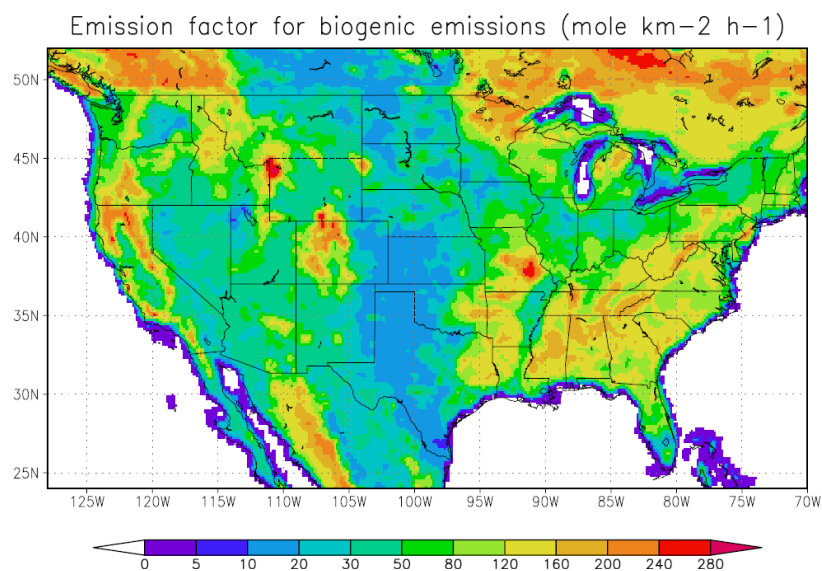 Emission factor for biogenic emissions (mole km−2 h−1)
50N
45N
40N
35N
30N
25N
125W 120W 115W 110W 105W 100W 95W 90W 85W 80W 75W 70W
0 5 10 20 30 50 80 120 160 200 240 280